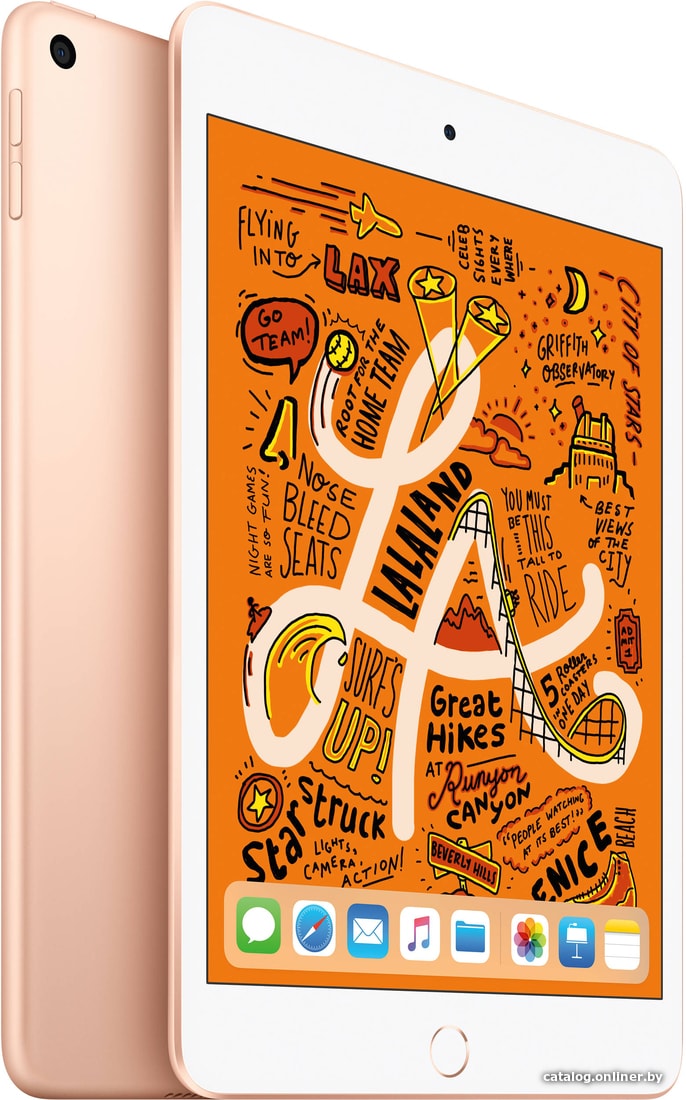 FLYING
INTO
LAX
CELEB
SIGHTS
EVERY
WHERE
CITY OF STARS
GO
TEAM!
ROOT FOR THE
HOME TEAM
GRIFFITH
OBSERVATORY
NIGHT GAMES
ARE SO FUN!
NOSE
BLEED
SEATS
LALALAND
YOU MUST
BE THIS
TALL TO
RIDE
BEST
VIEWS
OF THE
CITY
LA
ADMIT
1
SURF'S
UP!
5 ROLLER
COASTERS
IN ONE DAY
Great
HIKES
AT
Runyon
CANYON
Star
struck
LIGHTS,
CAMERA,
ACTION!
BEVERLY HILLS
"PEOPLE WATCHING
AT ITS BEST!"
ENICE
BEACH
catalog.onliner.by